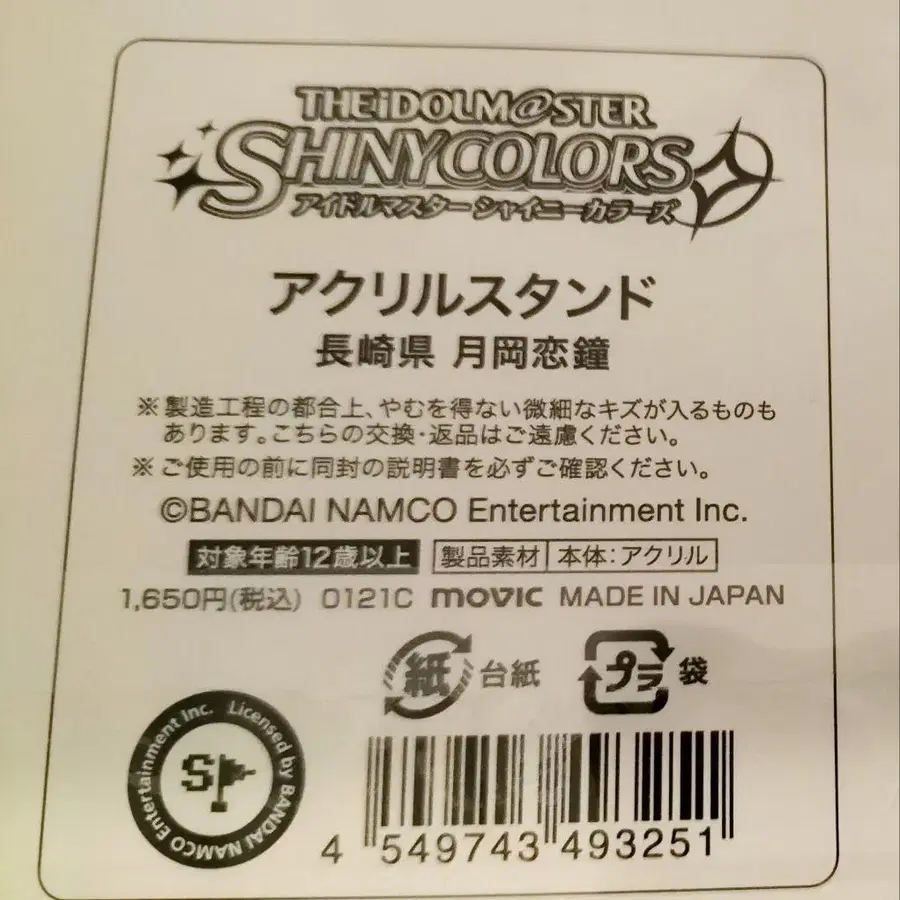 THE iDOLM@STER
SHINYCOLORS
アイドルマスター シャイニーカラーズ
アクリルスタンド
長崎県 月岡恋鐘
※製造工程の都合上、やむを得ない微細なキズが入るものも
あります。こちらの交換・返品はご遠慮ください。
※ご使用の前に同封の説明書を必ずご確認ください。
©BANDAI NAMCO Entertainment Inc.
対象年齢12歳以上 製品素材 本体:アクリル
1,650円(税込) 0121C movic MADE IN JAPAN
紙 台紙 プラ 袋
Licensed by BANDAI NAMCO Entertainment Inc.
S
4 549743 493251